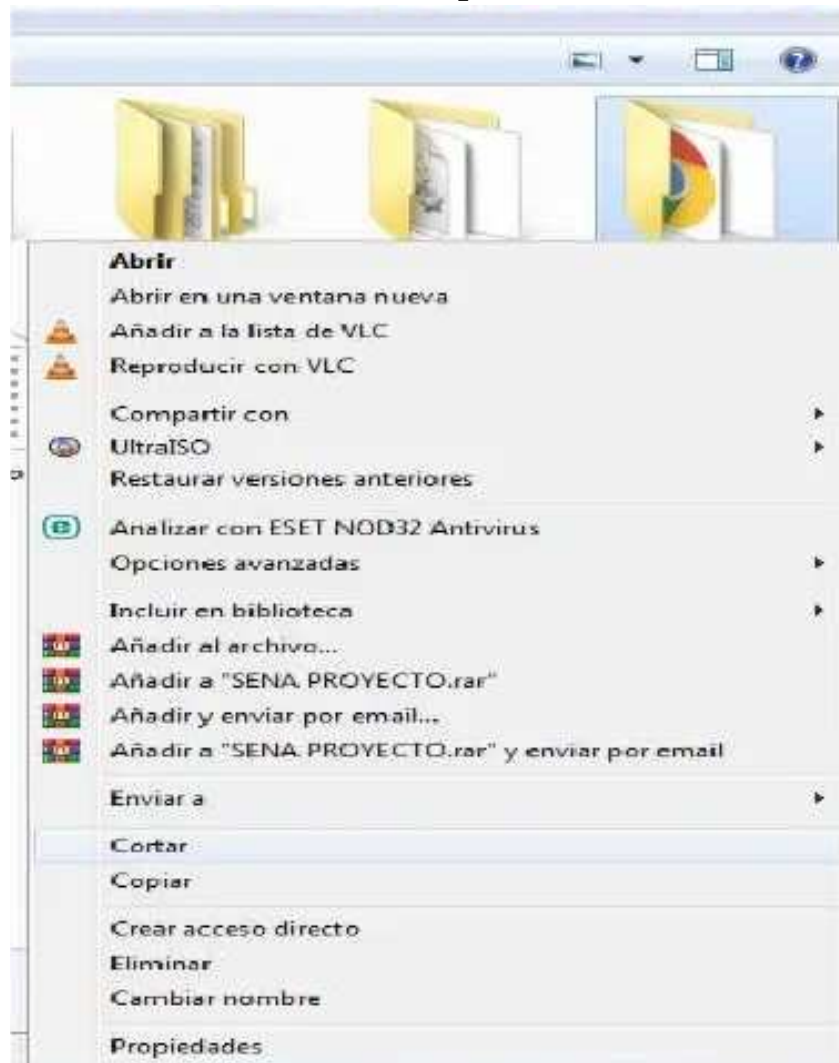 Abrir
Abrir en una ventana nueva
Añadir a la lista de VLC
Reproducir con VLC
Compartir con
UltraISO
Restaurar versiones anteriores
Analizar con ESET NOD32 Antivirus
Opciones avanzadas
Incluir en biblioteca
Añadir al archivo...
Añadir a "SENA PROYECTO.rar"
Añadir y enviar por email...
Añadir a "SENA PROYECTO.rar" y enviar por email
Enviar a
Cortar
Copiar
Crear acceso directo
Eliminar
Cambiar nombre
Propiedades